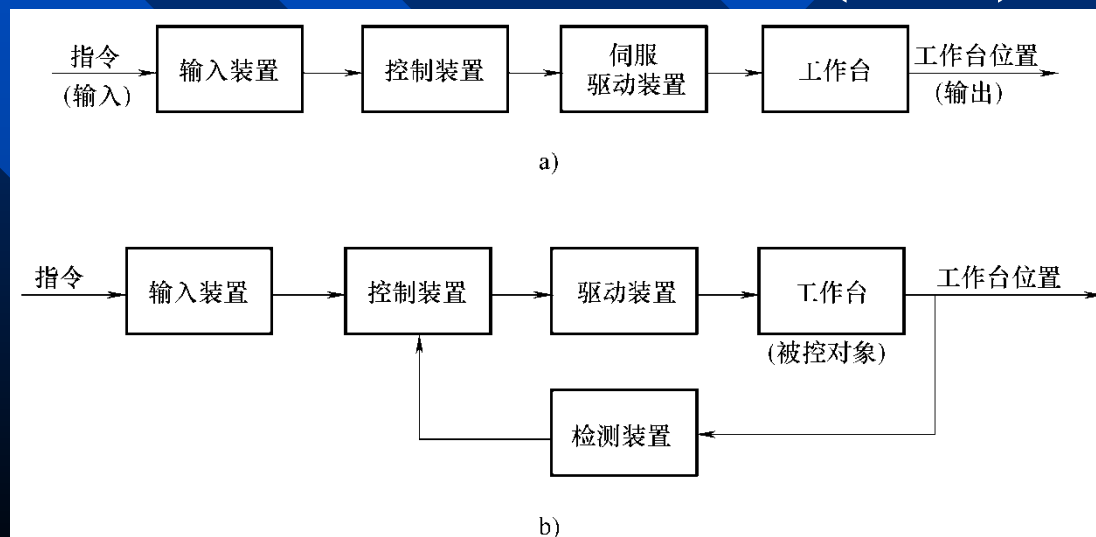 指令
(输入)
输入装置
控制装置
伺服
驱动装置
工作台
工作台位置
(输出)
a)
指令
输入装置
控制装置
驱动装置
工作台
(被控对象)
工作台位置
检测装置
b)